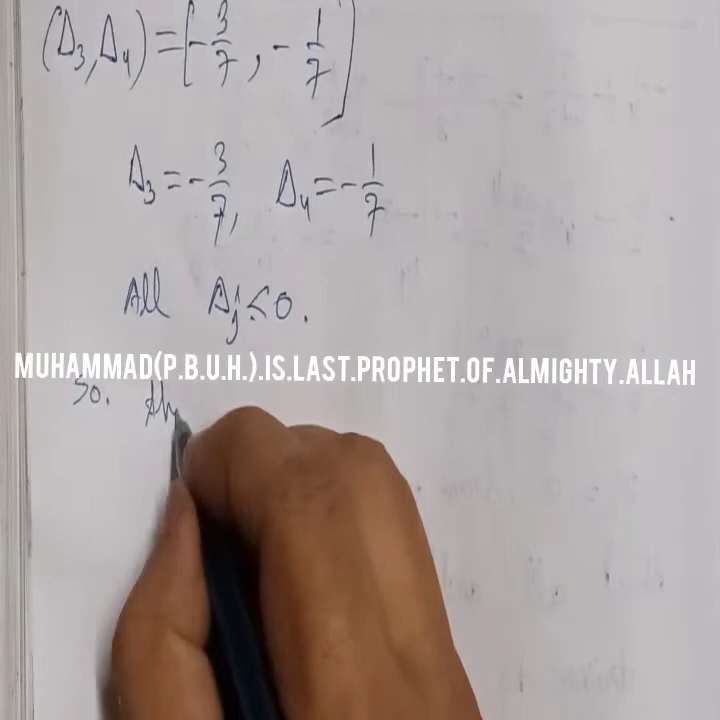 (Δ₃,Δ₄)=[-3/7, -1/7]
Δ₃=-3/7, Δ₄=-1/7
All Δj≤0.
MUHAMMAD(P.B.U.H.).IS.LAST.PROPHET.OF.ALMIGHTY.ALLAH
So.